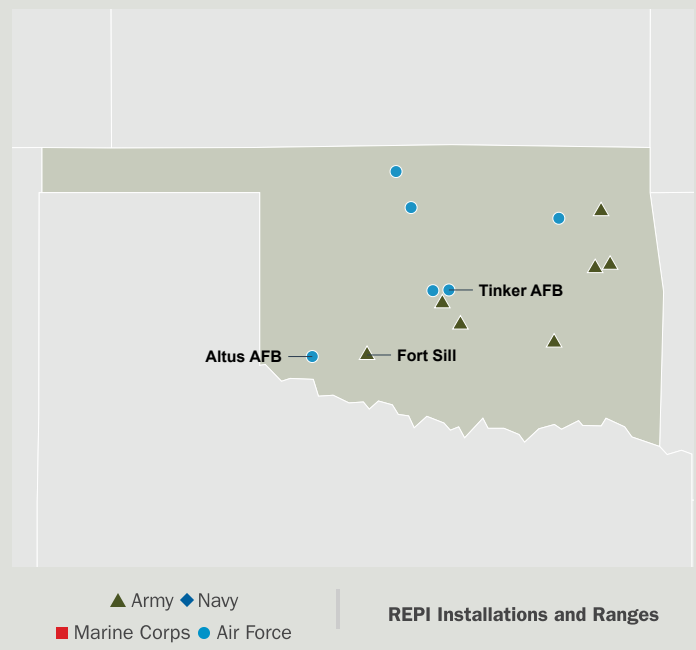 Tinker AFB
Altus AFB
Fort Sill
Army Navy
Marine Corps Air Force
REPI Installations and Ranges